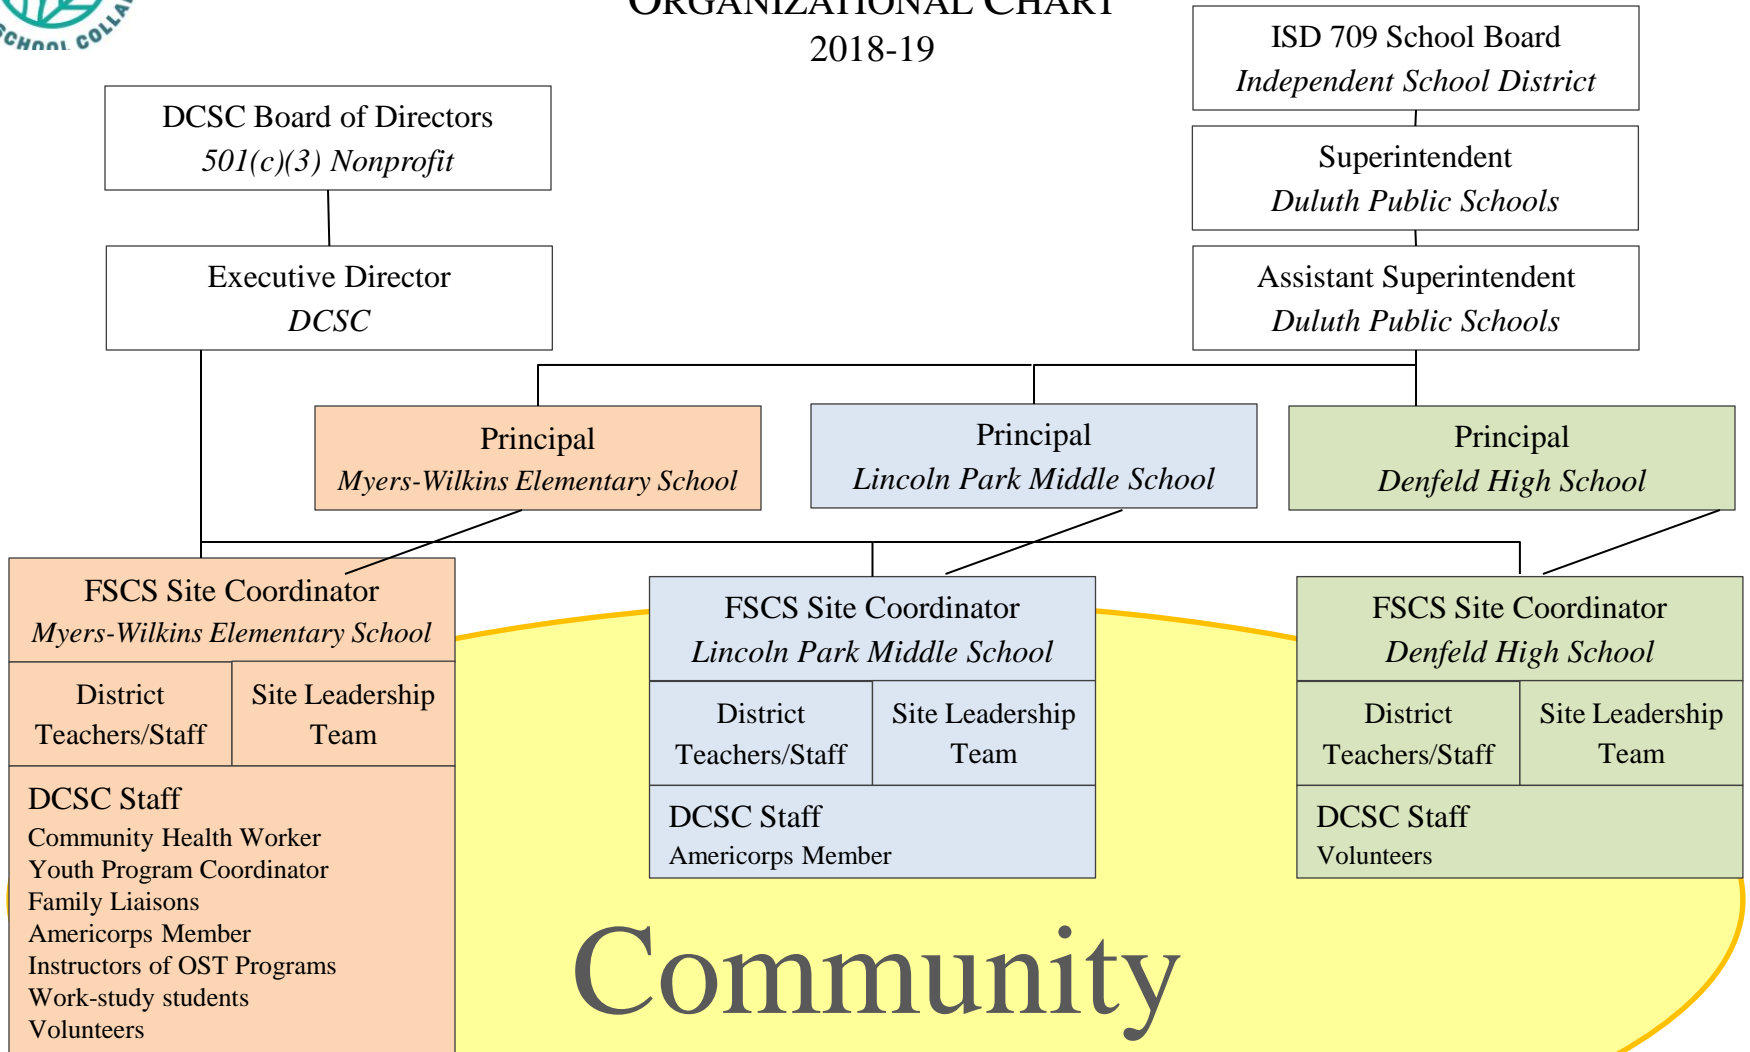 SCHOOL
ORGANIZATIONAL CHART
2018-19
ISD 709 School Board
Independent School District
DCSC Board of Directors
501(c)(3) Nonprofit
Superintendent
Duluth Public Schools
Executive Director
DCSC
Assistant Superintendent
Duluth Public Schools
Principal
Myers-Wilkins Elementary School
Principal
Lincoln Park Middle School
Principal
Denfeld High School
FSCS Site Coordinator
Myers-Wilkins Elementary School
District
Teachers/Staff
Site Leadership
Team
DCSC Staff
Community Health Worker
Youth Program Coordinator
Family Liaisons
Americorps Member
Instructors of OST Programs
Work-study students
Volunteers
FSCS Site Coordinator
Lincoln Park Middle School
District
Teachers/Staff
Site Leadership
Team
DCSC Staff
Americorps Member
FSCS Site Coordinator
Denfeld High School
District
Teachers/Staff
Site Leadership
Team
DCSC Staff
Volunteers
Community